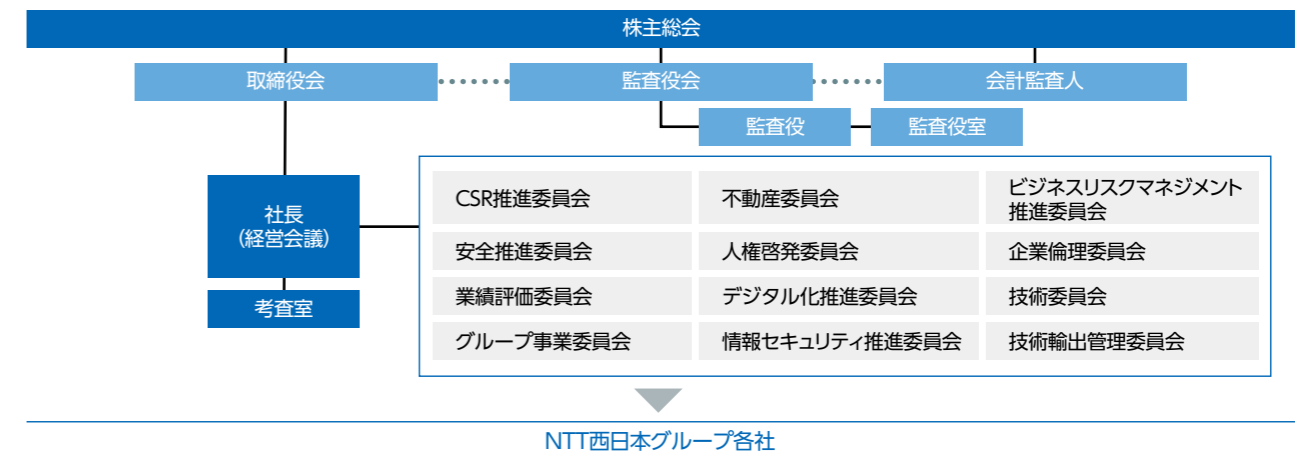 株主総会
取締役会
監査役会
会計監査人
監査役
監査役室
社長
(経営会議)
考査室
CSR推進委員会
不動産委員会
ビジネスリスクマネジメント
推進委員会
安全推進委員会
人権啓発委員会
企業倫理委員会
業績評価委員会
デジタル化推進委員会
技術委員会
グループ事業委員会
情報セキュリティ推進委員会
技術輸出管理委員会
NTT西日本グループ各社